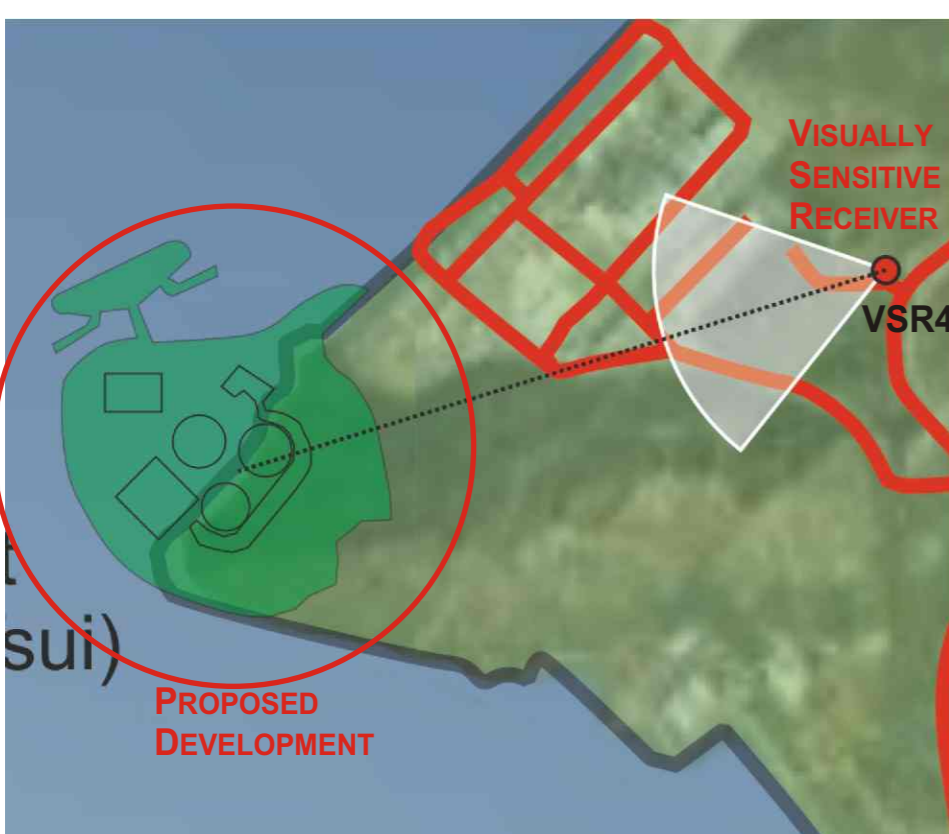 VISUALLY
SENSITIVE
RECEIVER
VSR4
t
sui)
PROPOSED
DEVELOPMENT